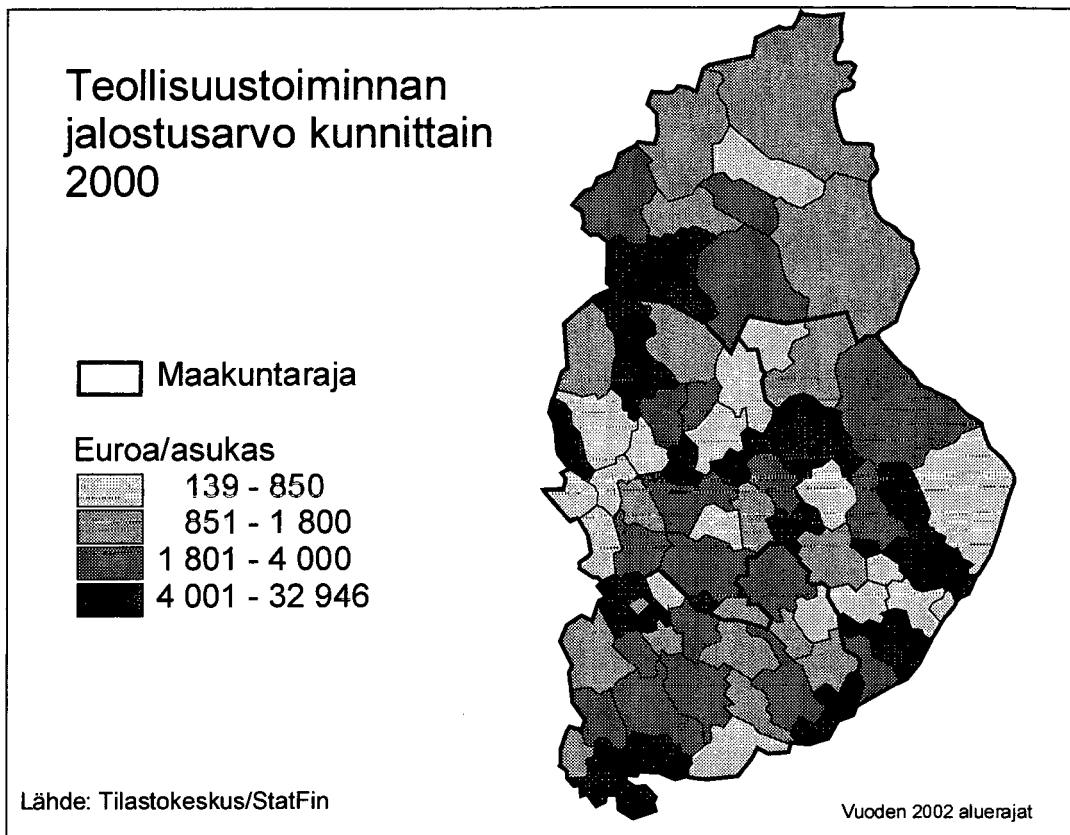 Teollisuustoiminnan
jalostusarvo kunnittain
2000
Maakuntaraja
Euroa/asukas
139 - 850
851 - 1 800
1 801 - 4 000
4 001 - 32 946
Lähde: Tilastokeskus/StatFin
Vuoden 2002 aluerajat